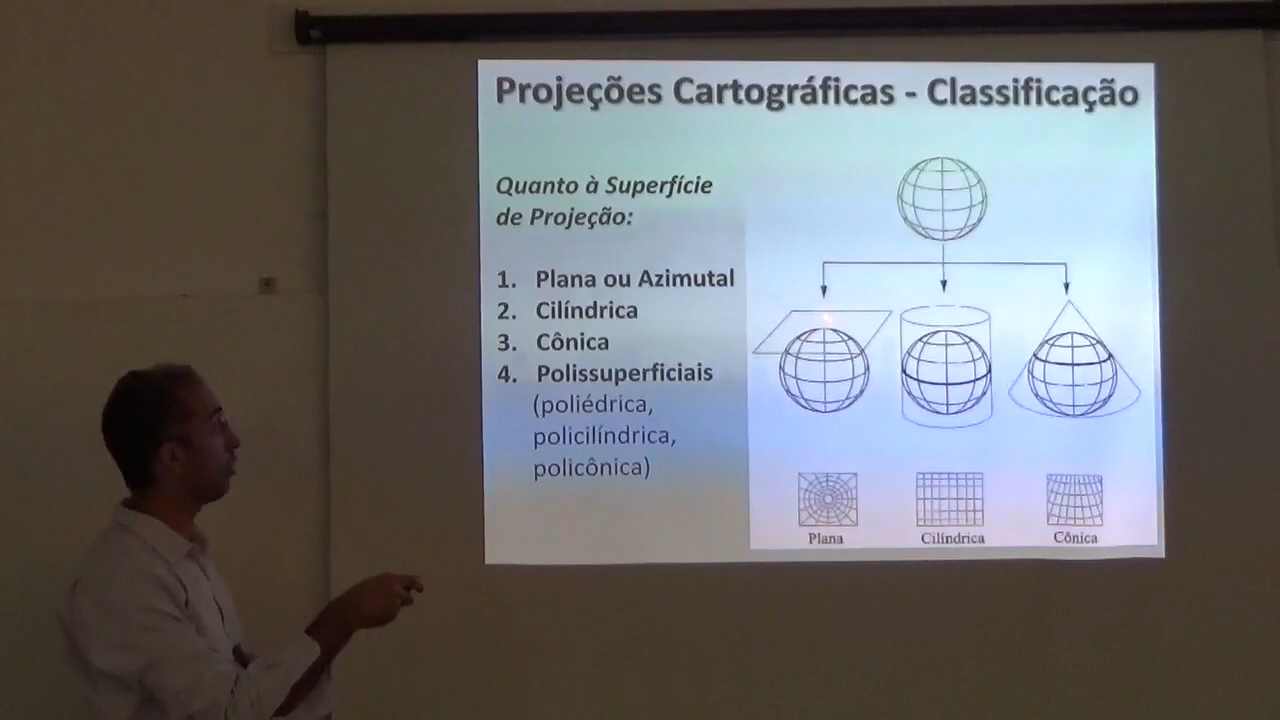 Projeções Cartográficas - Classificação
Quanto à Superfície
de Projeção:
1. Plana ou Azimutal
2. Cilíndrica
3. Cônica
4. Polissuperficiais
(poliédrica,
policilíndrica,
policônica)
Plana Cilíndrica Cônica